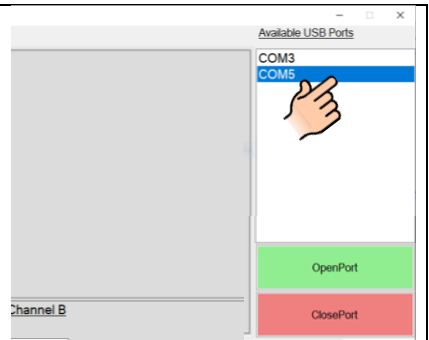 Available USB Ports
COM3
COM5
OpenPort
Channel B
ClosePort